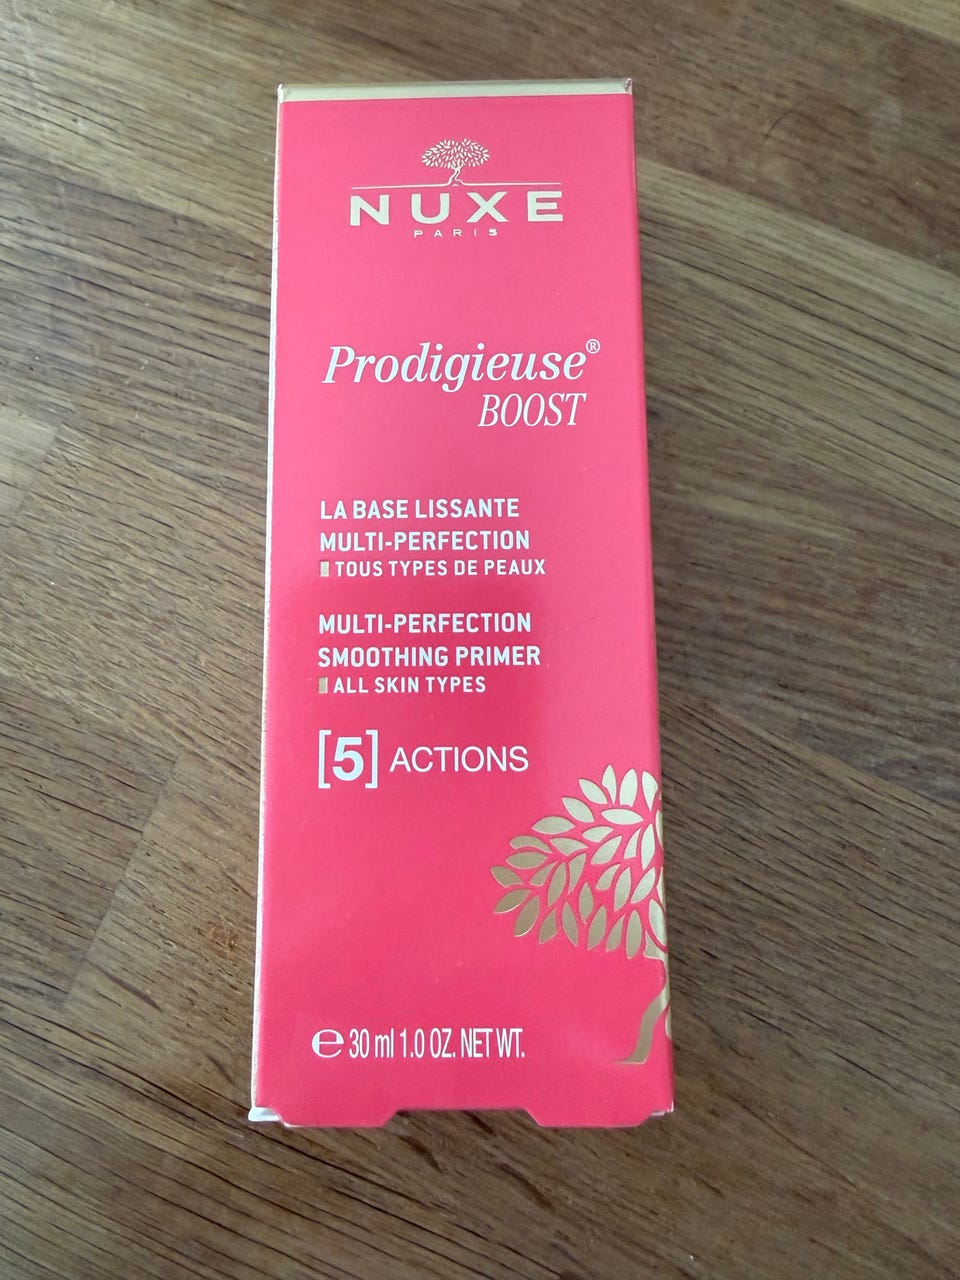 NUXE
PARIS
Prodigieuse®
BOOST
LA BASE LISSANTE
MULTI-PERFECTION
TOUS TYPES DE PEAUX
MULTI-PERFECTION
SMOOTHING PRIMER
ALL SKIN TYPES
[5] ACTIONS
℮ 30 ml 1.0 OZ. NET WT.